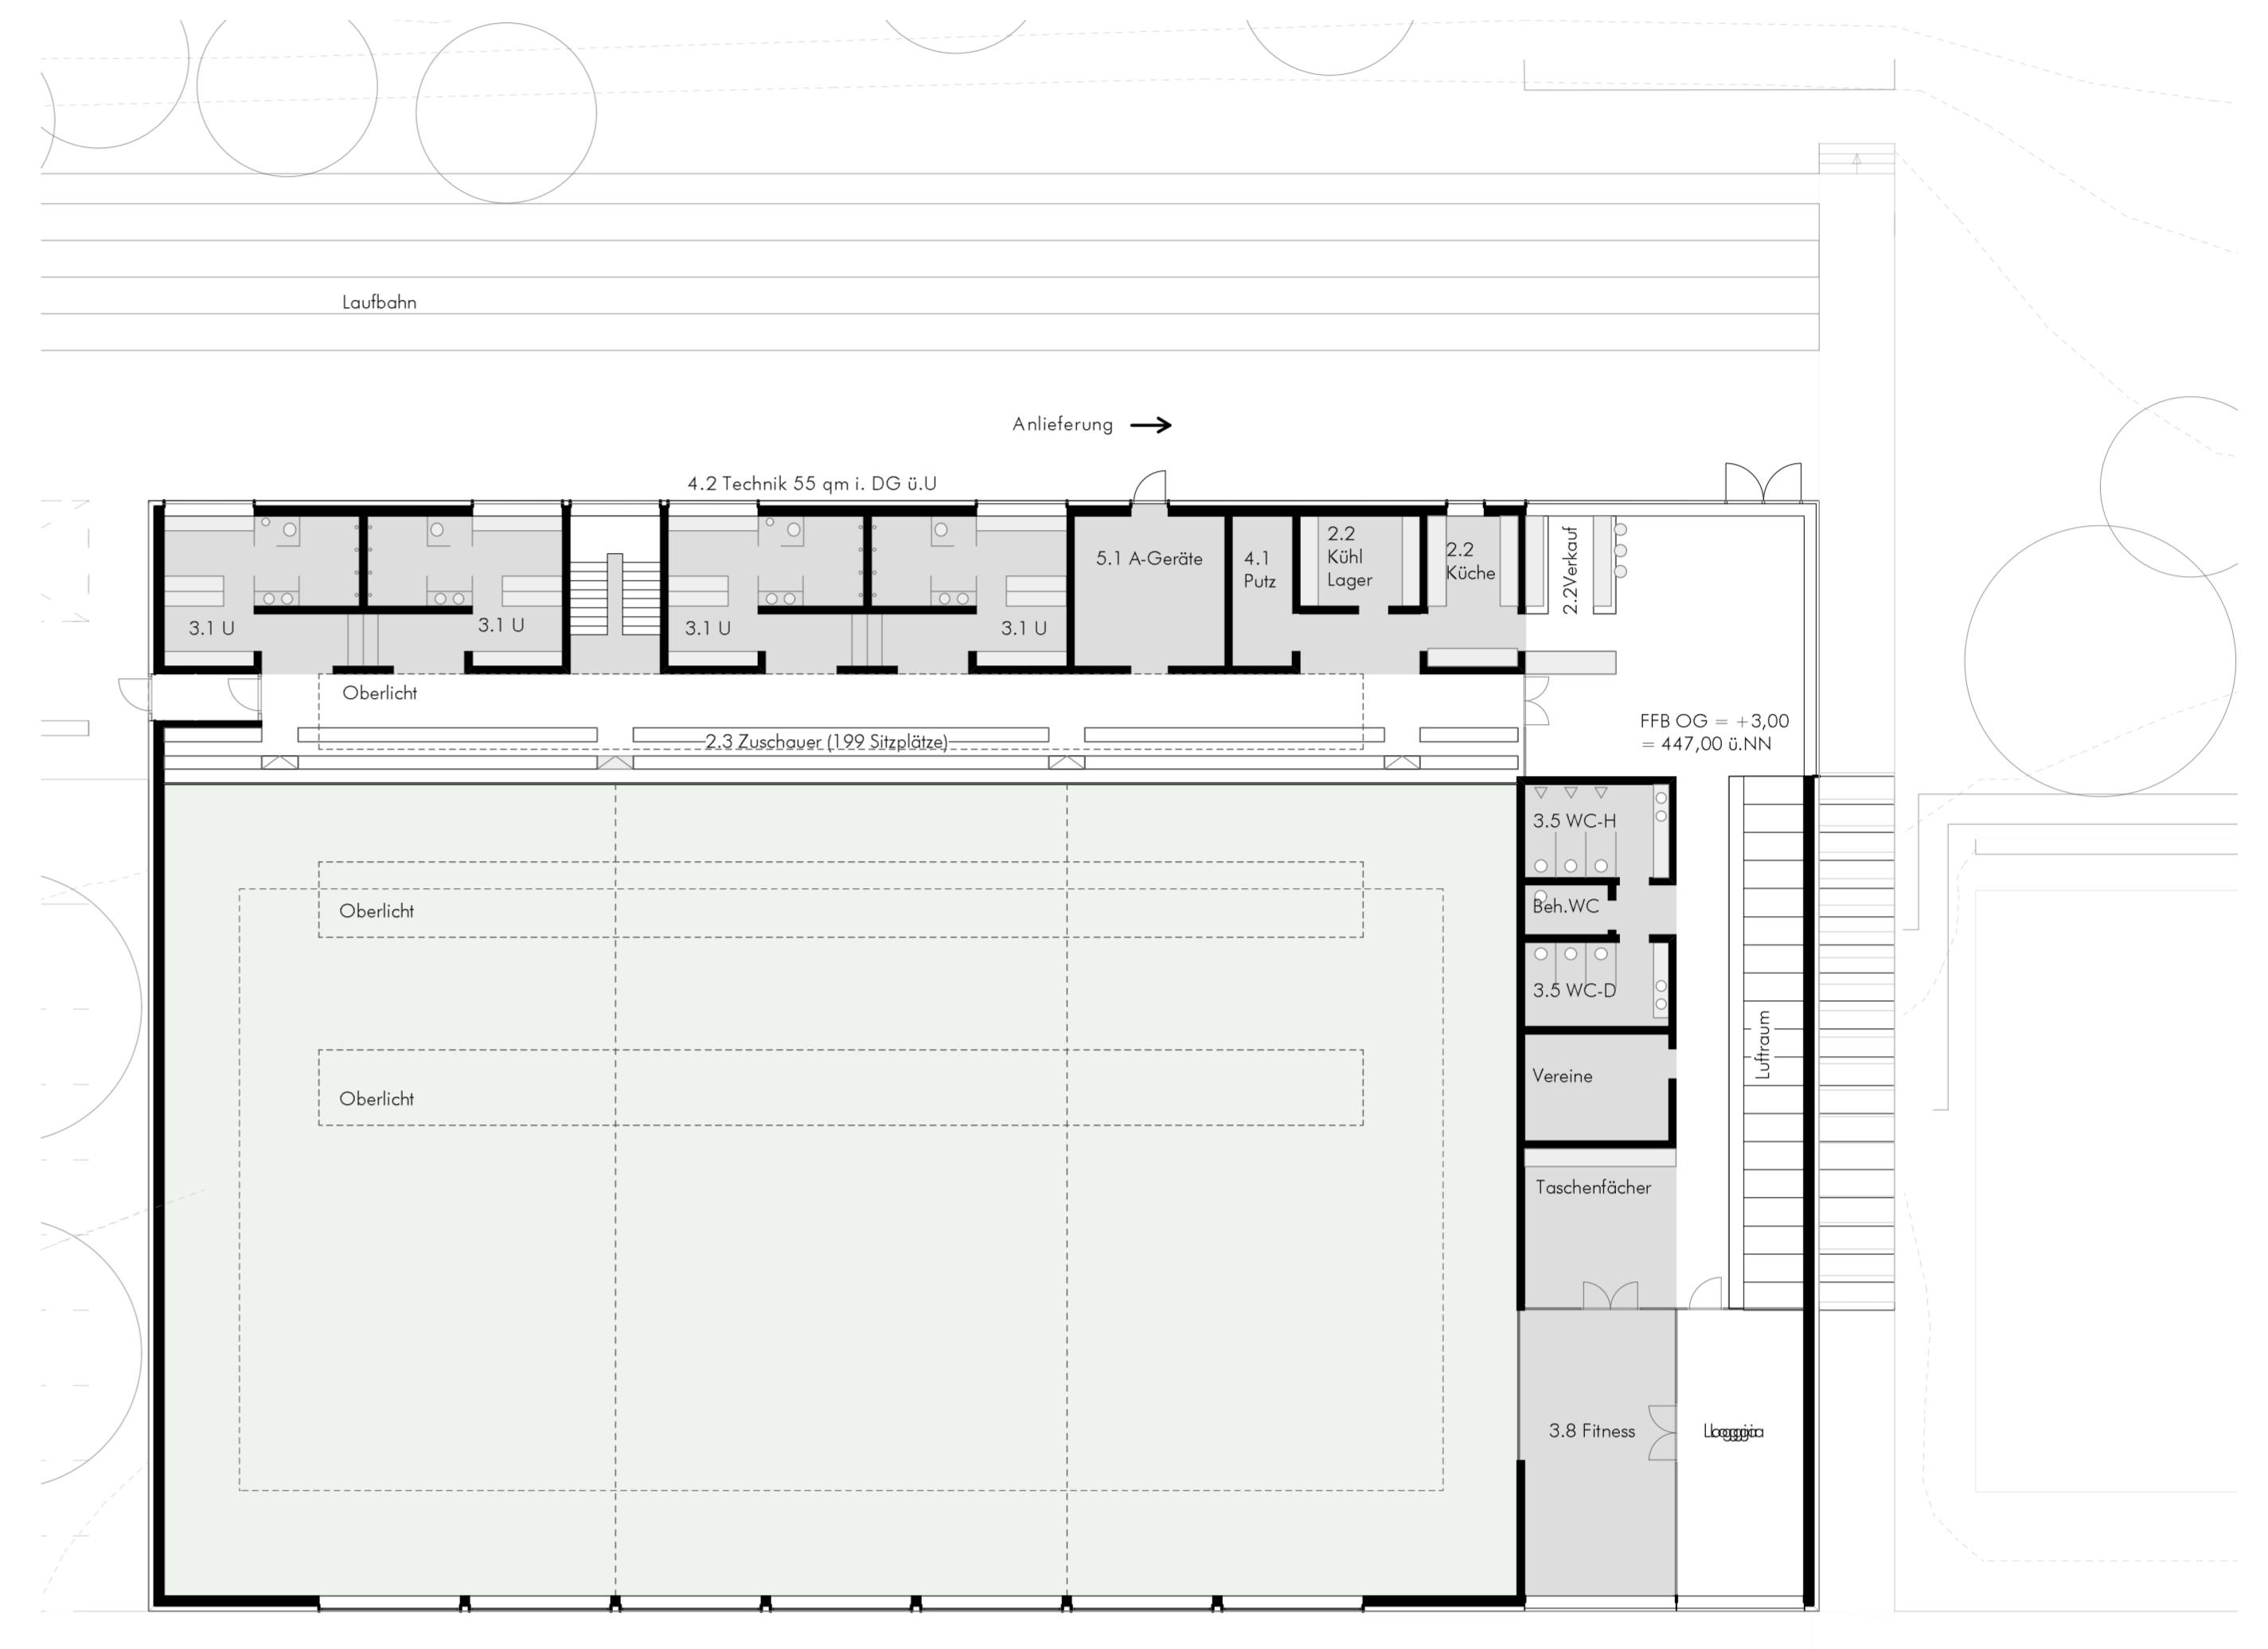 Laufbahn
Anlieferung
4.2 Technik 55 qm i. DG ü.U
2.2
Kühl
Lager
2.2
Küche
2.2Verkauf
5.1 A-Geräte
4.1
Putz
3.1 U
3.1 U
3.1 U
3.1 U
Oberlicht
2.3 Zuschauer (199 Sitzplätze)
FFB OG = +3,00
= 447,00 ü.NN
3.5 WC-H
Oberlicht
Beh.WC
3.5 WC-D
Luftraum
Vereine
Oberlicht
Taschenfächer
3.8 Fitness
Loggia